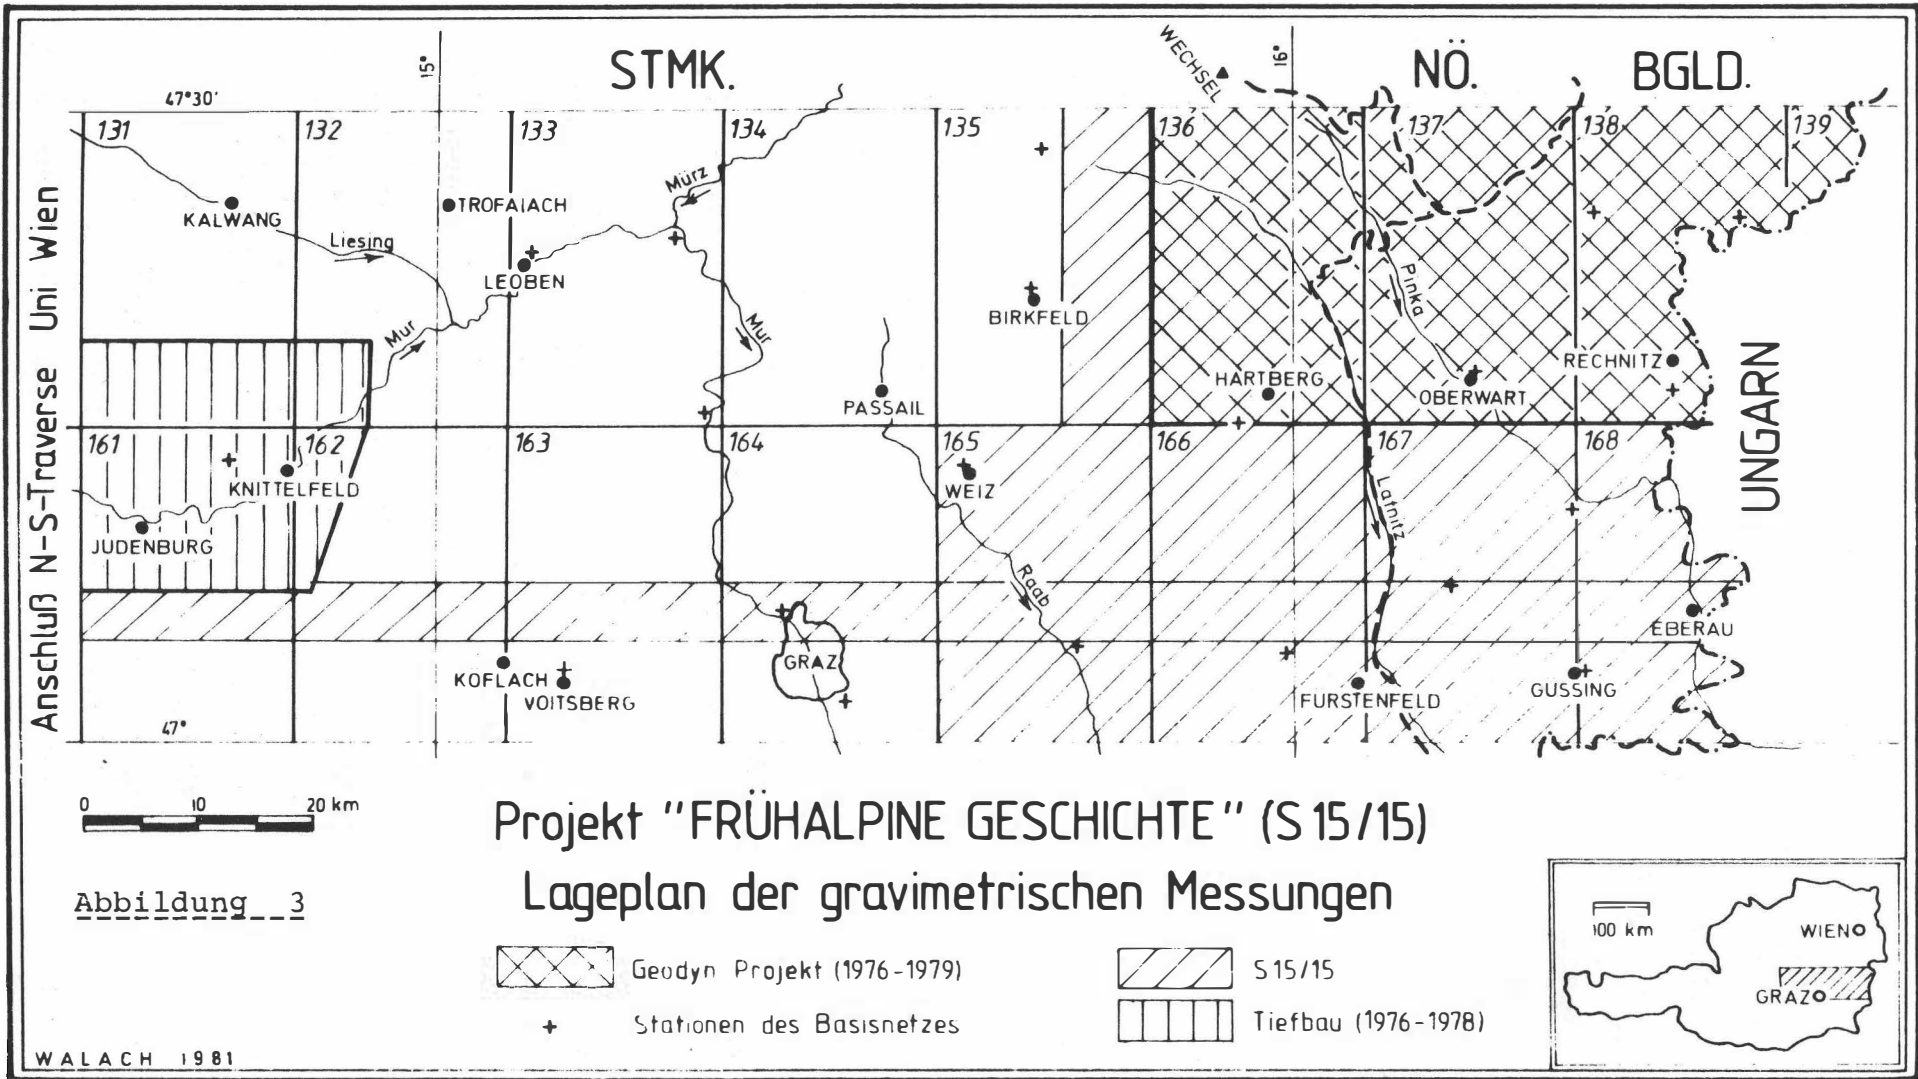 STMK.
NÖ.
BGLD.
WECHSEL
15°
16°
47°30'
131
132
133
134
135
136
137
138
139
Mürz
KALWANG
TROFAIACH
Liesing
LEOBEN
Mur
Mur
BIRKFELD
Pinka
PASSAIL
HARTBERG
OBERWART
RECHNITZ
UNGARN
161
162
163
164
165
166
167
168
KNITTELFELD
JUDENBURG
WEIZ
Lafnitz
Raab
GRAZ
EBERAU
KÖFLACH
VOITSBERG
FURSTENFELD
GUSSING
47°
Anschluß N-S-Traverse Uni Wien
0 10 20 km
Projekt "FRÜHALPINE GESCHICHTE" (S15/15)
Lageplan der gravimetrischen Messungen
Abbildung 3
Geodyn Projekt (1976-1979)
S15/15
Stationen des Basisnetzes
Tiefbau (1976-1978)
WALACH 1981
100 km
WIEN
GRAZ